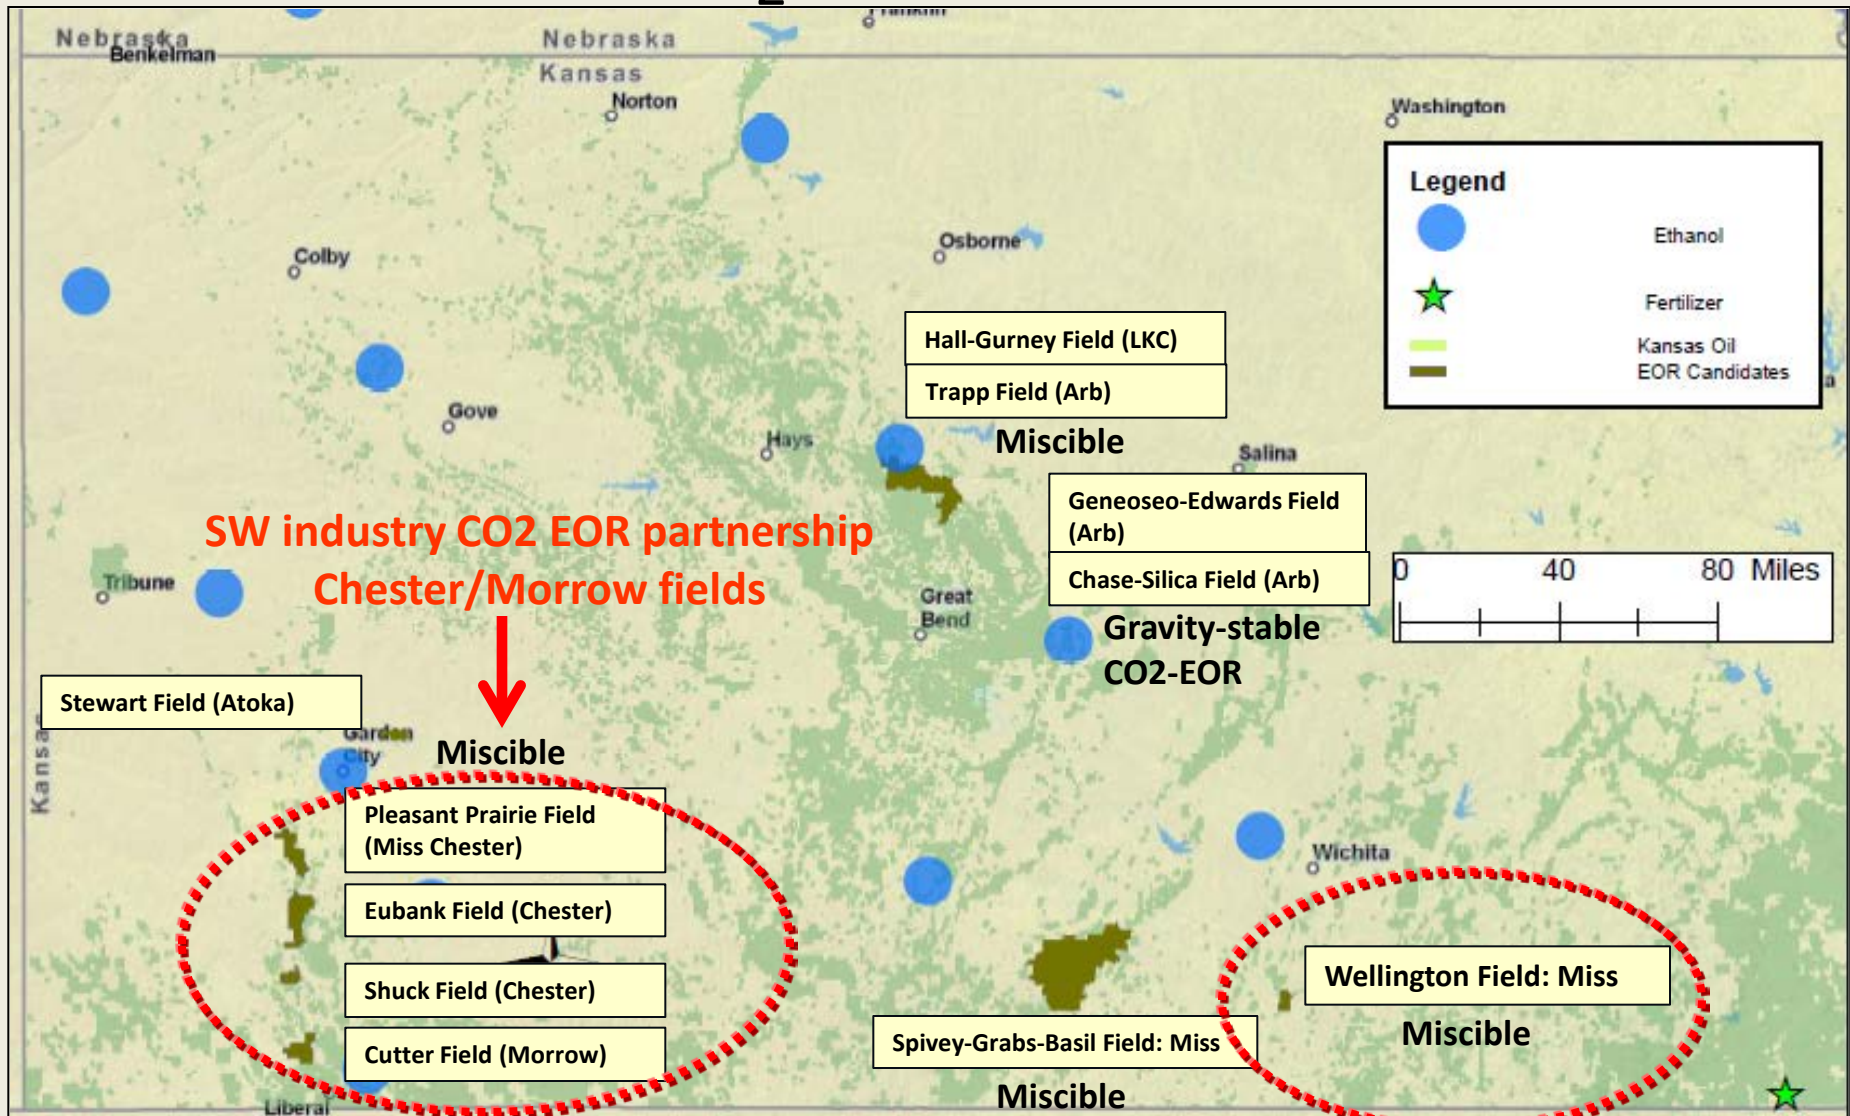 Franklin
Nebraska
Benkelman
Nebraska
Kansas
Norton
Washington
Legend
Ethanol
Fertilizer
Kansas Oil
EOR Candidates
a
Colby
Osborne
Hall-Gurney Field (LKC)
Trapp Field (Arb)
Miscible
Gove
Hays
Salina
Geneoseo-Edwards Field
(Arb)
Chase-Silica Field (Arb)
Gravity-stable
CO2-EOR
SW industry CO2 EOR partnership
Chester/Morrow fields
0 40 80 Miles
Tribune
Great
Bend
Stewart Field (Atoka)
Kansas
Garden
City
Miscible
Pleasant Prairie Field
(Miss Chester)
Eubank Field (Chester)
Shuck Field (Chester)
Cutter Field (Morrow)
Liberal
Wichita
Wellington Field: Miss
Miscible
Spivey-Grabs-Basil Field: Miss
Miscible